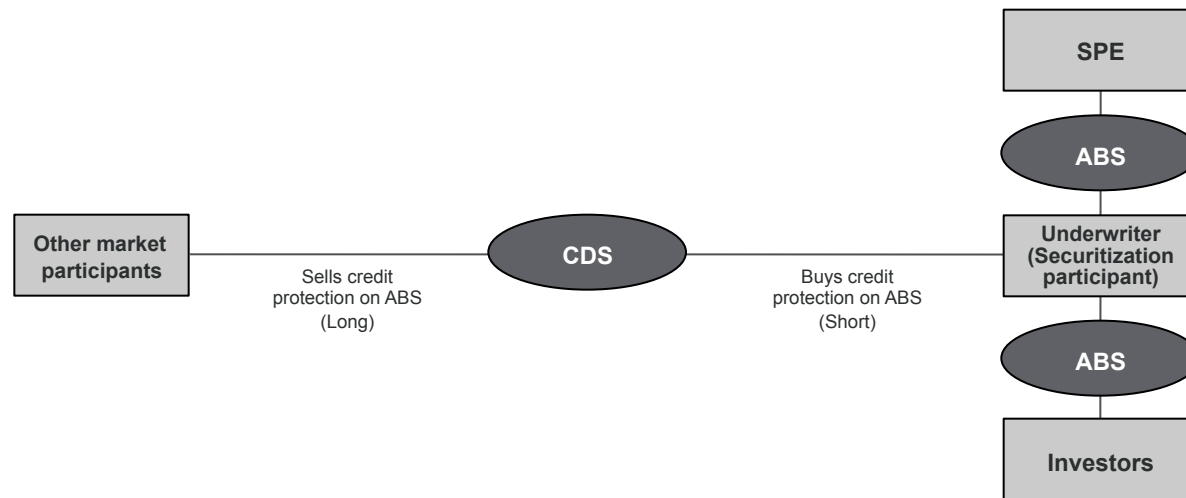 SPE
ABS
Other market
participants
Sells credit
protection on ABS
(Long)
CDS
Buys credit
protection on ABS
(Short)
Underwriter
(Securitization
participant)
ABS
Investors